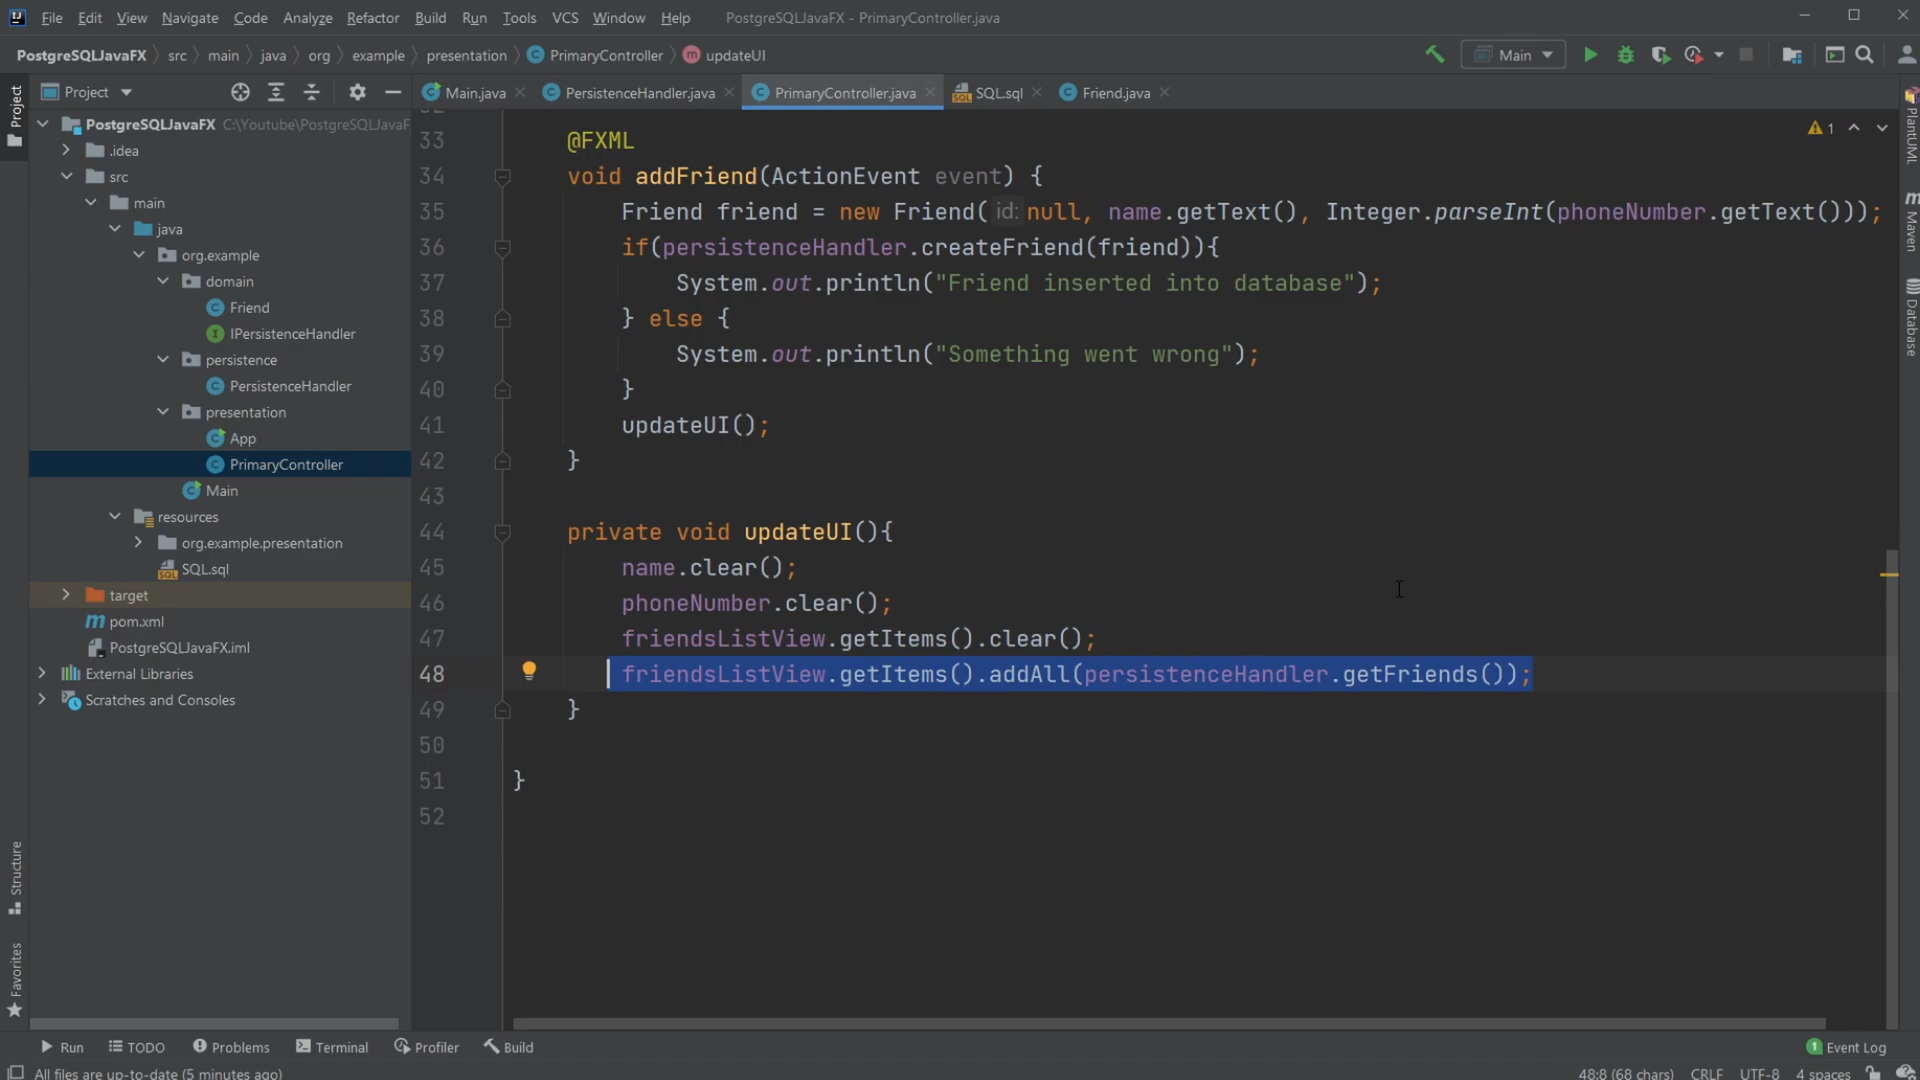 File Edit View Navigate Code Analyze Refactor Build Run Tools VCS Window Help PostgreSQLJavaFX - PrimaryController.java
PostgreSQLJavaFX src main java org example presentation PrimaryController updateUI Main
Project
Main.java PersistenceHandler.java PrimaryController.java SQL.sql Friend.java
PostgreSQLJavaFX C:\Youtube\PostgreSQLJavaF
.idea
src
main
java
org.example
domain
Friend
IPersistenceHandler
persistence
PersistenceHandler
presentation
App
PrimaryController
Main
resources
org.example.presentation
SQL.sql
target
pom.xml
PostgreSQLJavaFX.iml
External Libraries
Scratches and Consoles
33 @FXML
34 void addFriend(ActionEvent event) {
35 Friend friend = new Friend( id: null, name.getText(), Integer.parseInt(phoneNumber.getText()));
36 if(persistenceHandler.createFriend(friend)){
37 System.out.println("Friend inserted into database");
38 } else {
39 System.out.println("Something went wrong");
40 }
41 updateUI();
42 }
43
44 private void updateUI(){
45 name.clear();
46 phoneNumber.clear();
47 friendsListView.getItems().clear();
48 friendsListView.getItems().addAll(persistenceHandler.getFriends());
49 }
50
51 }
52
1
Project
Structure
Favorites
PlantUML
Maven
Database
Run TODO Problems Terminal Profiler Build 1 Event Log
All files are up-to-date (5 minutes ago) 48:8 (68 chars) CRLF UTF-8 4 spaces